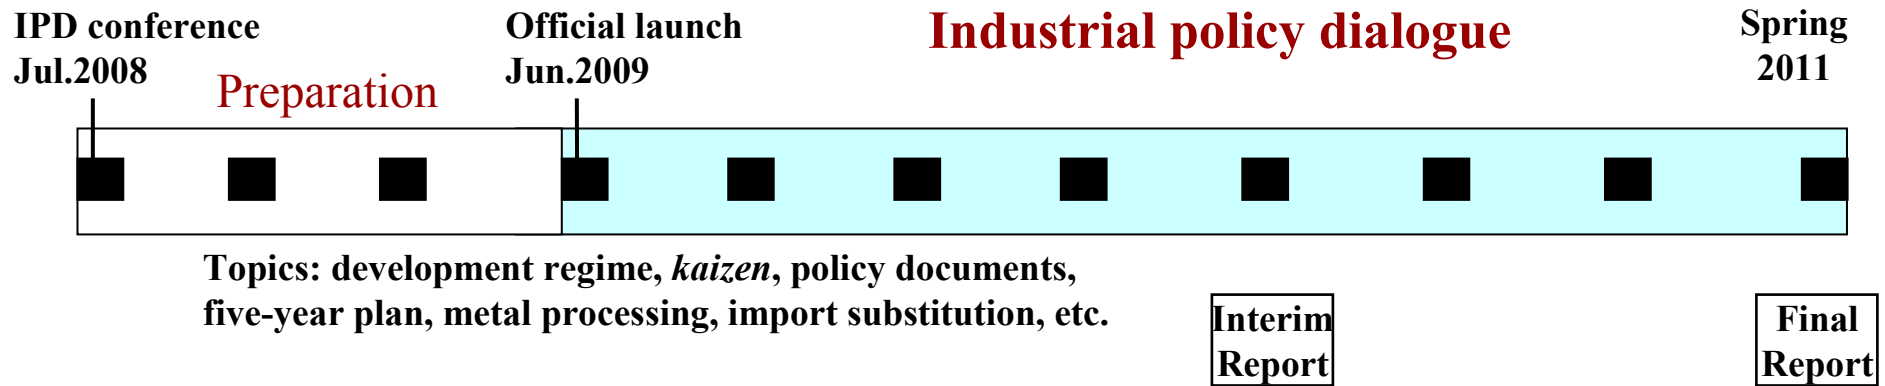 IPD conference
Jul.2008
Preparation
Official launch
Jun.2009
Industrial policy dialogue
Spring
2011
Topics: development regime, kaizen, policy documents,
five-year plan, metal processing, import substitution, etc.
Interim
Report
Final
Report